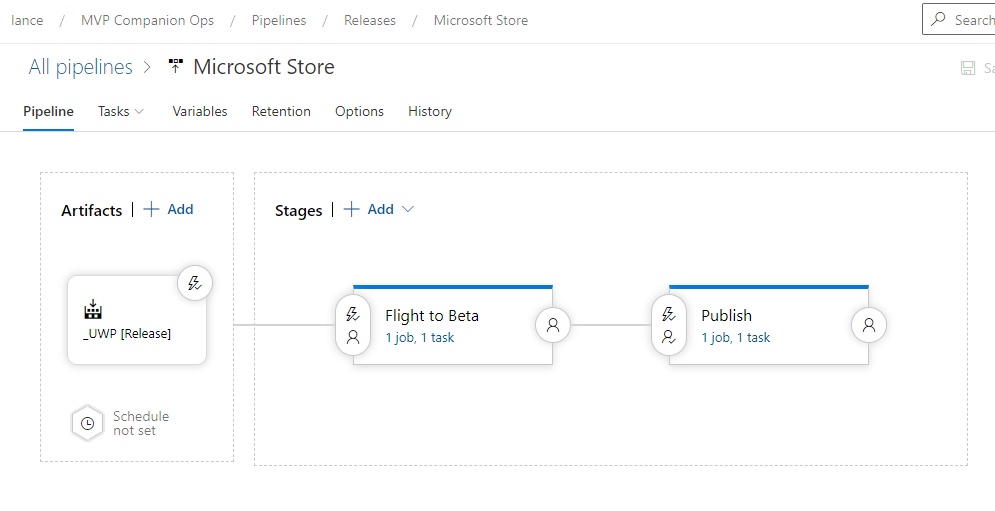 lance / MVP Companion Ops / Pipelines / Releases / Microsoft Store
Search
All pipelines > Microsoft Store
Sa
Pipeline Tasks Variables Retention Options History
Artifacts | + Add
Stages | + Add
_UWP [Release]
Flight to Beta
1 job, 1 task
Publish
1 job, 1 task
Schedule
not set